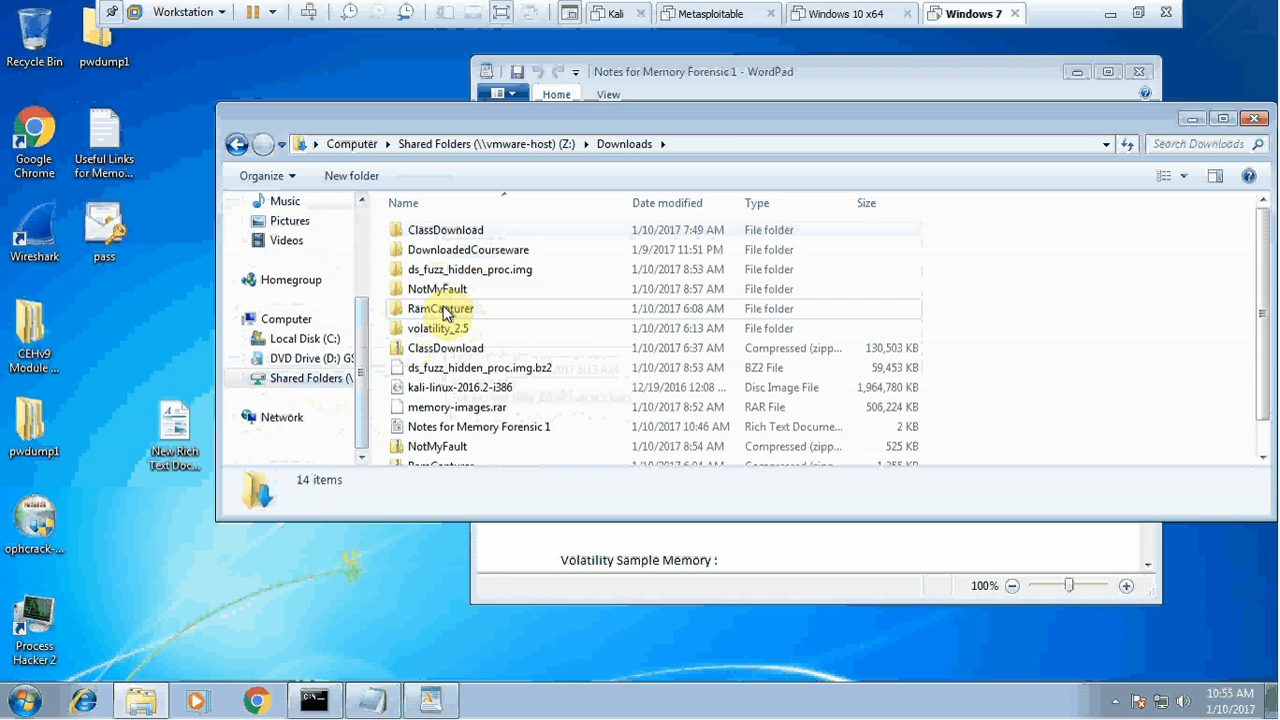 Workstation
Kali
Metasploitable
Windows 10 x64
Windows 7
Recycle Bin
pwdump1
Google
Chrome
Useful Links
for Memo...
Wireshark
pass
CEHv9
Module ...
pwdump1
New Rich
Text Doc...
ophcrack-...
Process
Hacker 2
Notes for Memory Forensic 1 - WordPad
Home
View
Computer
Shared Folders (\\vmware-host) (Z:)
Downloads
Search Downloads
Organize
New folder
Music
Pictures
Videos
Homegroup
Computer
Local Disk (C:)
DVD Drive (D:) GS
Shared Folders (\
Network
Name Date modified Type Size
ClassDownload 1/10/2017 7:49 AM File folder
DownloadedCourseware 1/9/2017 11:51 PM File folder
ds_fuzz_hidden_proc.img 1/10/2017 8:53 AM File folder
NotMyFault 1/10/2017 8:57 AM File folder
RamCapturer 1/10/2017 6:08 AM File folder
volatility_2.5 1/10/2017 6:13 AM File folder
ClassDownload 1/10/2017 6:37 AM Compressed (zipp... 130,503 KB
ds_fuzz_hidden_proc.img.bz2 1/10/2017 8:53 AM BZ2 File 59,453 KB
kali-linux-2016.2-i386 12/19/2016 12:08 ... Disc Image File 1,964,780 KB
memory-images.rar 1/10/2017 8:52 AM RAR File 506,224 KB
Notes for Memory Forensic 1 1/10/2017 10:46 AM Rich Text Docume... 2 KB
NotMyFault 1/10/2017 8:54 AM Compressed (zipp... 525 KB
14 items
Volatility Sample Memory :
100%
10:55 AM
1/10/2017